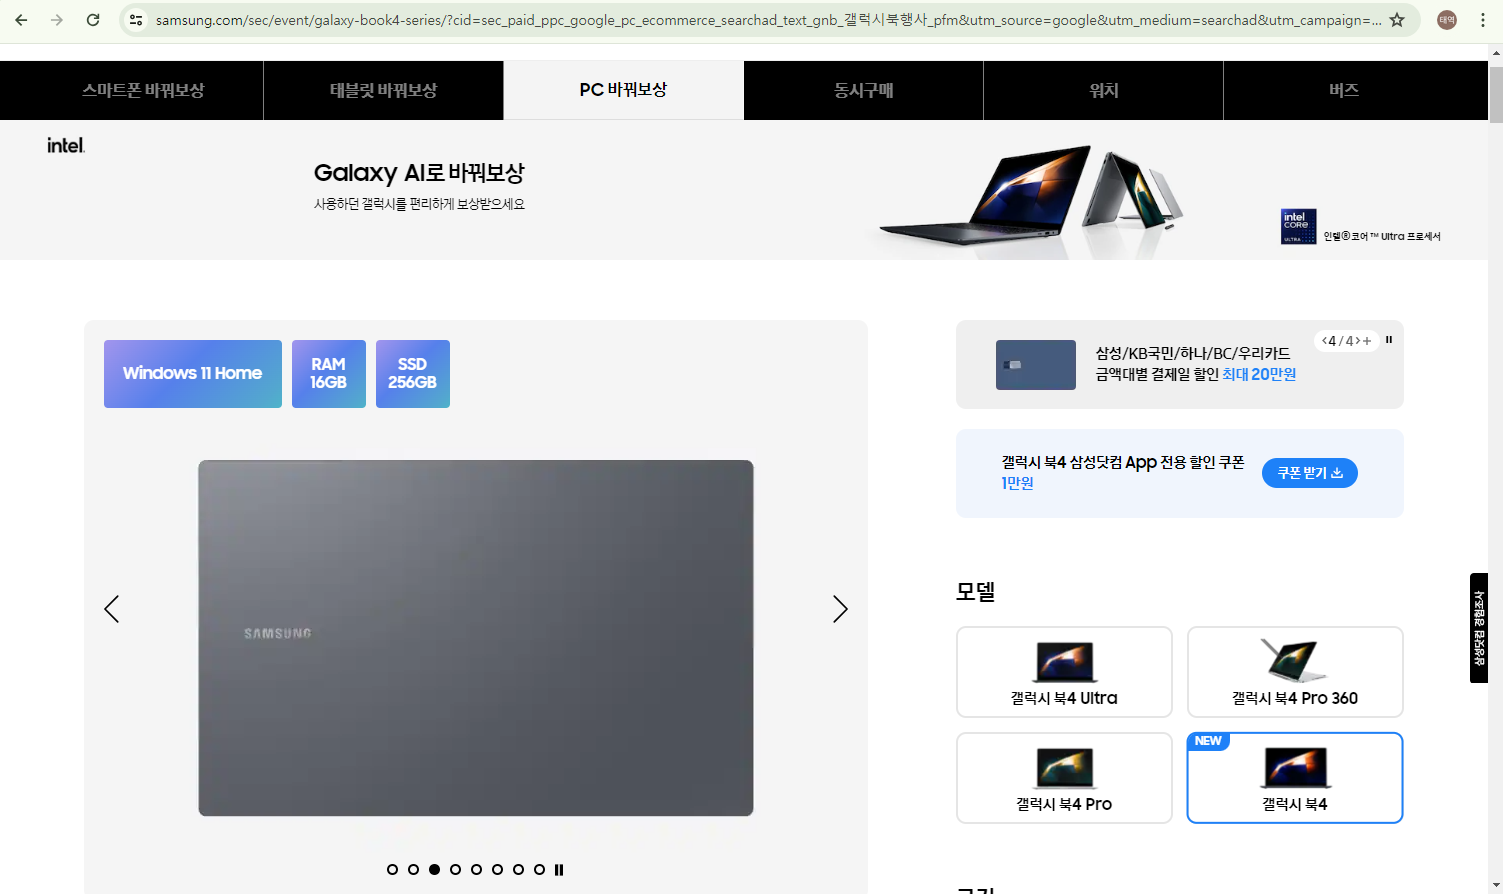 samsung.com/sec/event/galaxy-book4-series/?cid=sec_paid_ppc_google_pc_ecommerce_searchad_text_gnb_갤럭시북행사_pfm&utm_source=google&utm_medium=searchad&utm_campaign=...
태역
스마트폰 바꿔보상
태블릿 바꿔보상
PC 바꿔보상
동시구매
워치
버즈
intel.
Galaxy AI로 바꿔보상
사용하던 갤럭시를 편리하게 보상받으세요
intel
CORE
ULTRA
인텔® 코어™ Ultra 프로세서
Windows 11 Home
RAM
16GB
SSD
256GB
SAMSUNG
삼성/KB국민/하나/BC/우리카드
금액대별 결제일 할인 최대 20만원
4 / 4
갤럭시 북4 삼성닷컴 App 전용 할인 쿠폰
1만원
쿠폰 받기
모델
갤럭시 북4 Ultra
갤럭시 북4 Pro 360
갤럭시 북4 Pro
NEW
갤럭시 북4
삼성닷컴 경험조사